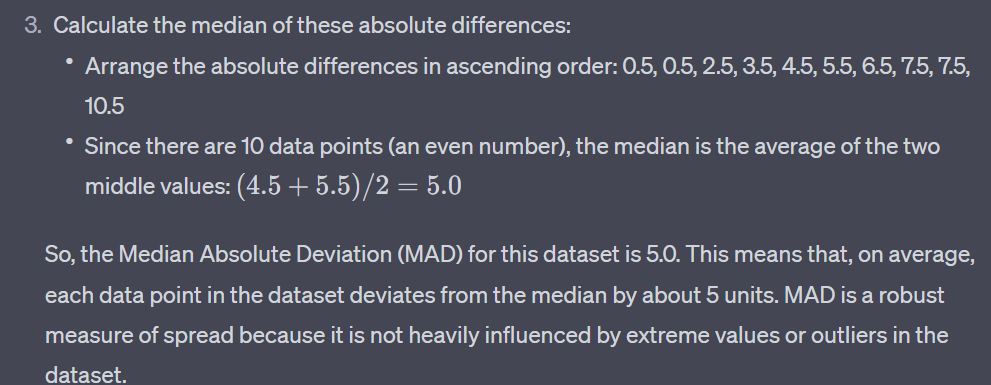 3. Calculate the median of these absolute differences:
• Arrange the absolute differences in ascending order: 0.5, 0.5, 2.5, 3.5, 4.5, 5.5, 6.5, 7.5, 7.5,
10.5
• Since there are 10 data points (an even number), the median is the average of the two
middle values: (4.5 + 5.5)/2 = 5.0
So, the Median Absolute Deviation (MAD) for this dataset is 5.0. This means that, on average,
each data point in the dataset deviates from the median by about 5 units. MAD is a robust
measure of spread because it is not heavily influenced by extreme values or outliers in the
dataset.